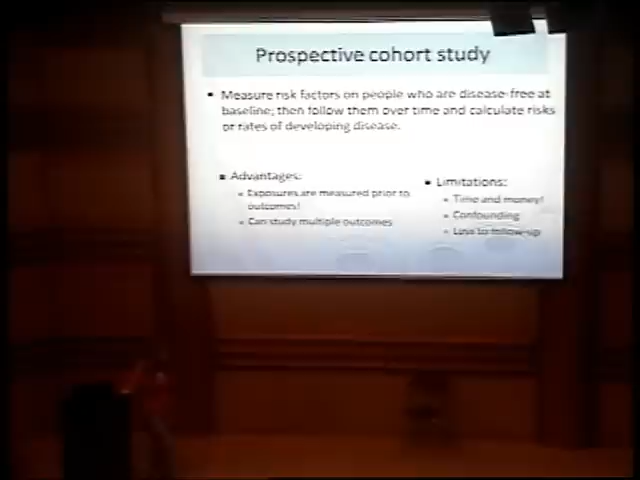 Prospective cohort study
Measure risk factors on people who are disease-free at
baseline; then follow them over time and calculate risks
or rates of developing disease.
Advantages:
Exposures are measured prior to
outcomes!
Can study multiple outcomes
Limitations:
Time and money!
Confounding
Loss to follow-up